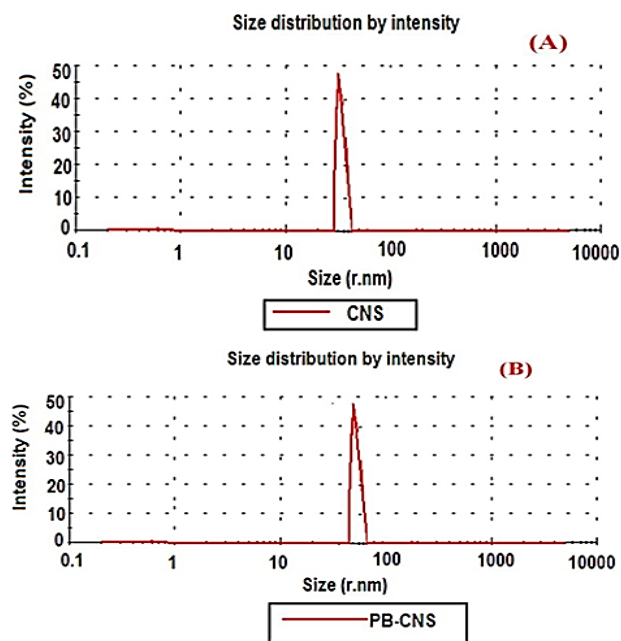 Size distribution by intensity
(A)
Intensity (%)
50
40
30
20
10
0
0.1 1 10 100 1000 10000
Size (r.nm)
CNS
Size distribution by intensity
(B)
Intensity (%)
50
40
30
20
10
0
0.1 1 10 100 1000 10000
Size (r.nm)
PB-CNS